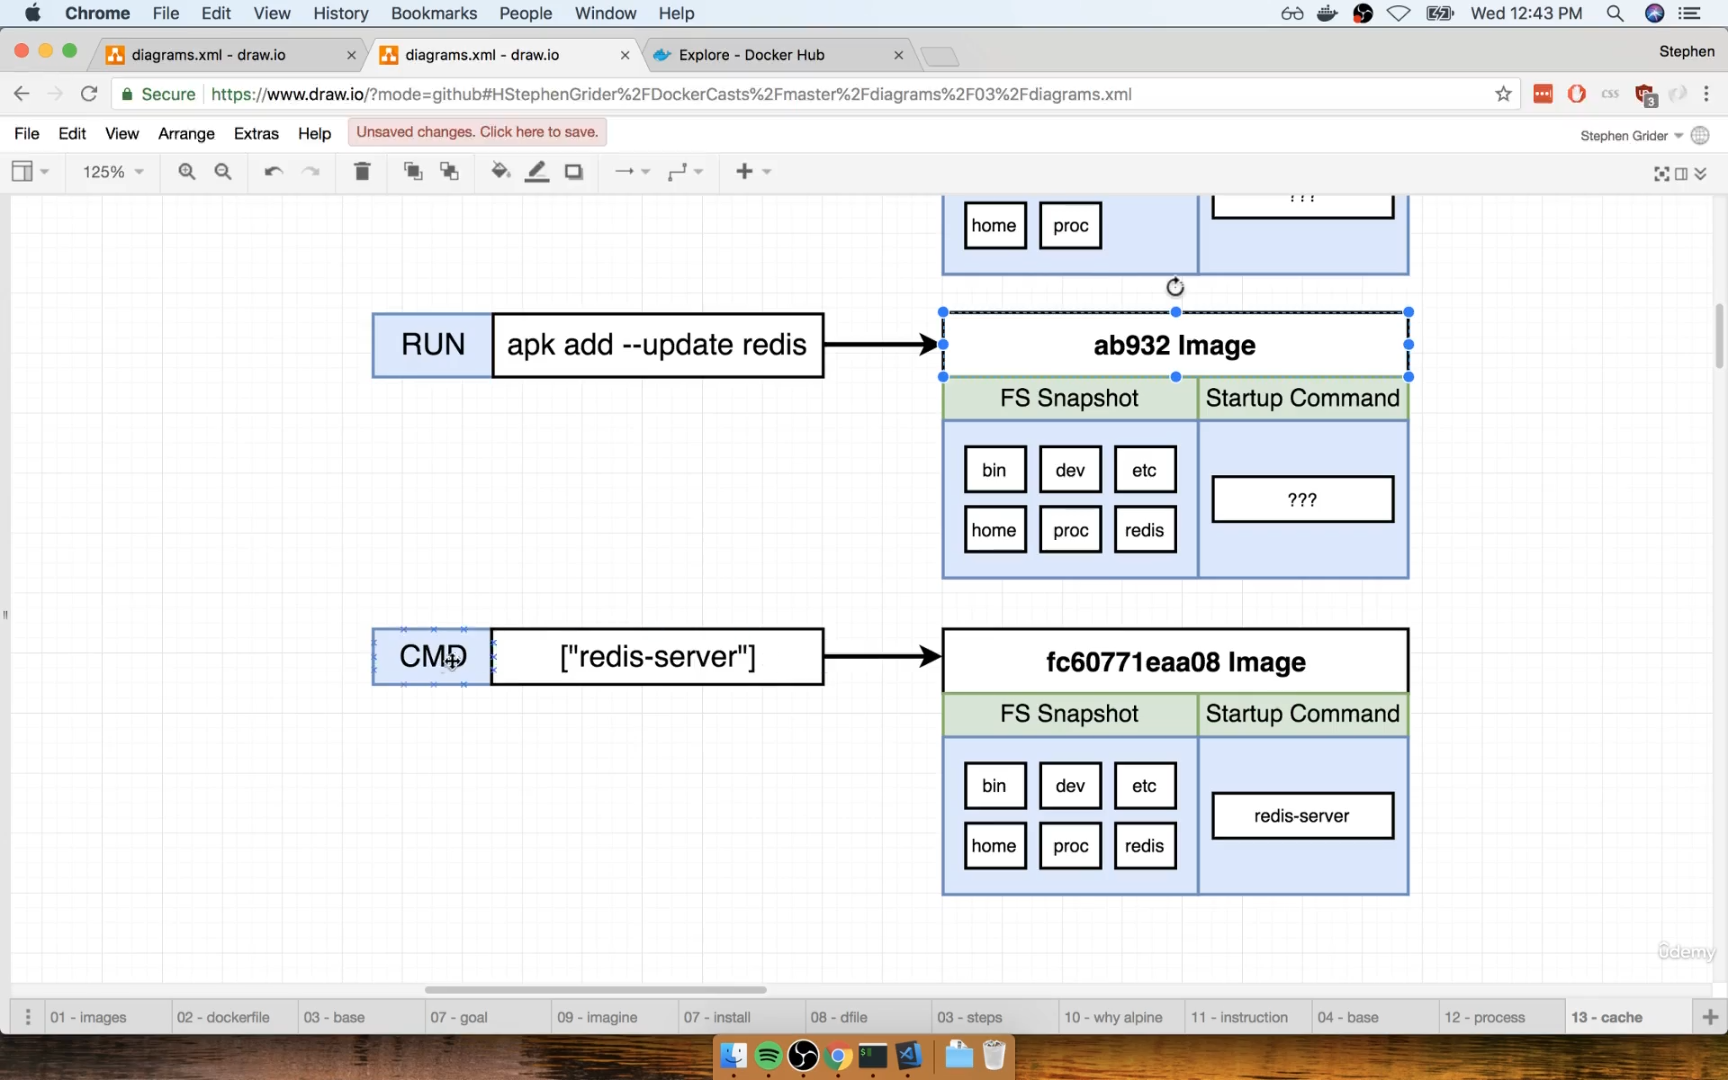 Chrome File Edit View History Bookmarks People Window Help Wed 12:43 PM
diagrams.xml - draw.io diagrams.xml - draw.io Explore - Docker Hub Stephen
Secure https://www.draw.io/?mode=github#HStephenGrider%2FDockerCasts%2Fmaster%2Fdiagrams%2F03%2Fdiagrams.xml CSS 3
File Edit View Arrange Extras Help Unsaved changes. Click here to save. Stephen Grider
125%
???
home proc
RUN apk add --update redis ab932 Image
FS Snapshot Startup Command
bin dev etc
???
home proc redis
CMD ["redis-server"] fc60771eaa08 Image
FS Snapshot Startup Command
bin dev etc
redis-server
home proc redis
ûdemy
01 - images 02 - dockerfile 03 - base 07 - goal 09 - imagine 07 - install 08 - dfile 03 - steps 10 - why alpine 11 - instruction 04 - base 12 - process 13 - cache